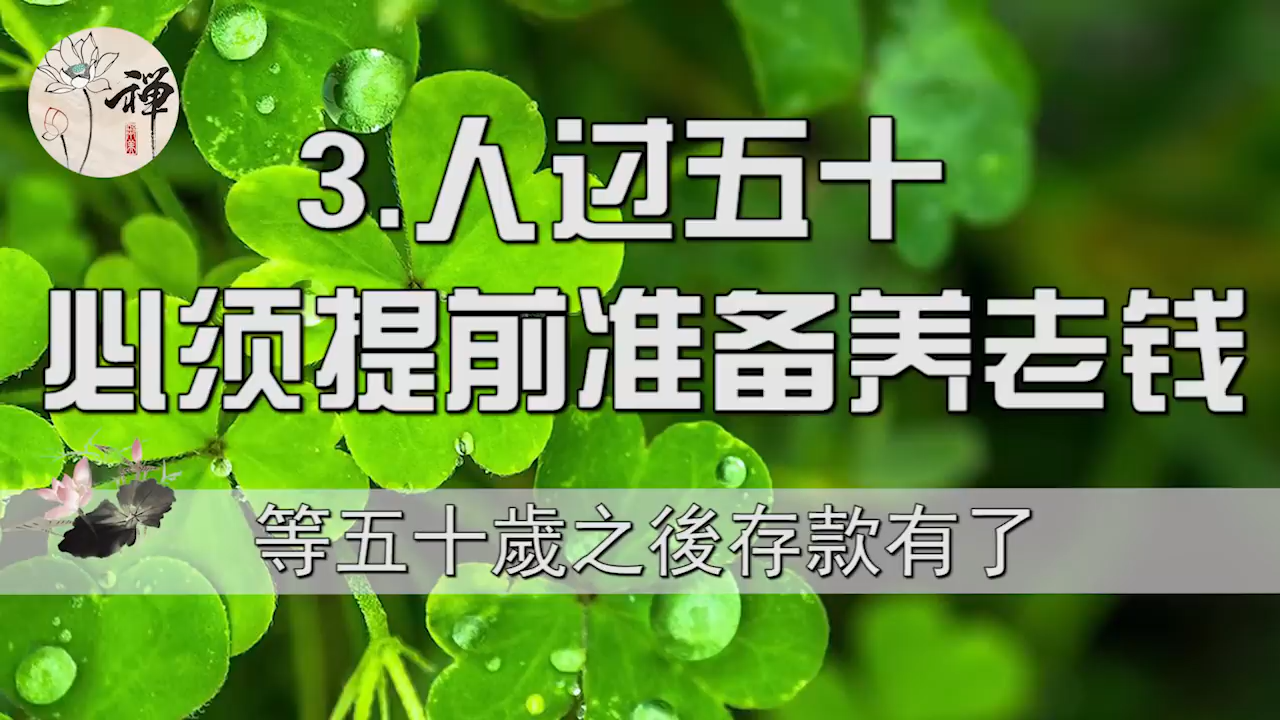 禅
3.人过五十
必须提前准备养老钱
等五十歲之後存款有了